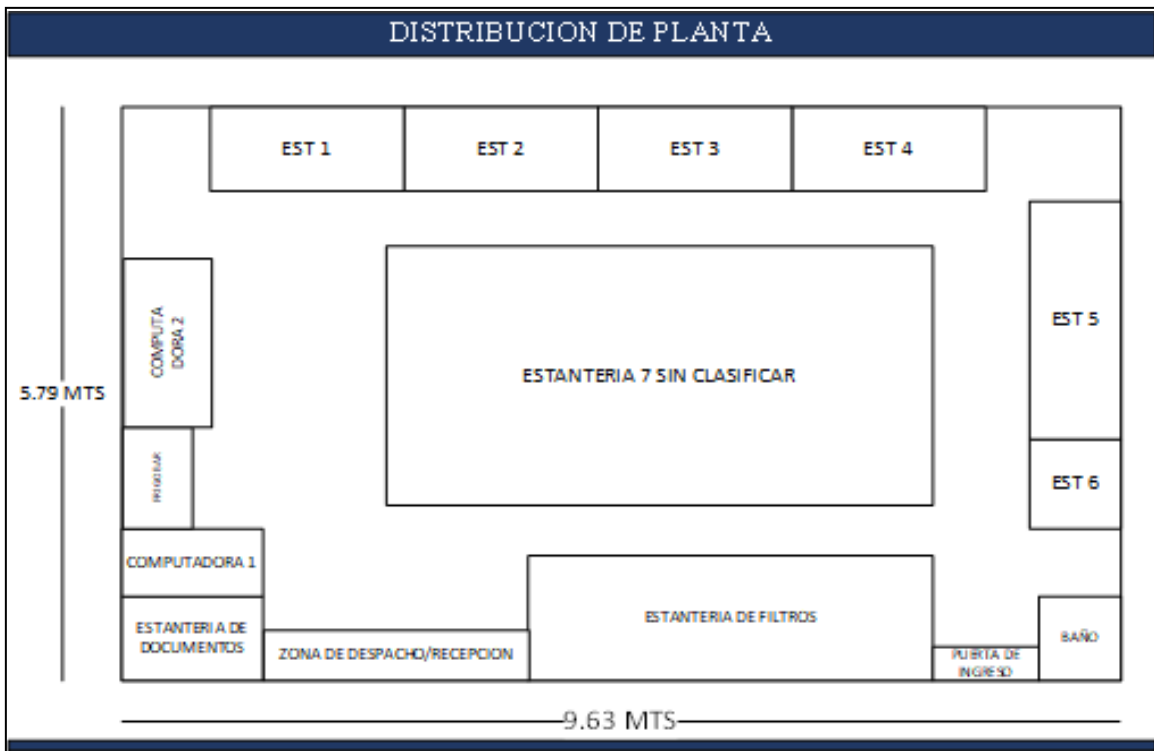 DISTRIBUCION DE PLANTA
EST 1
EST 2
EST 3
EST 4
COMPUTA
DORA 2
EST 5
5.79 MTS
ESTANTERIA 7 SIN CLASIFICAR
FRIGOBAR
EST 6
COMPUTADORA 1
ESTANTERIA DE
DOCUMENTOS
ZONA DE DESPACHO/RECEPCION
ESTANTERIA DE FILTROS
PUERTA DE
INGRESO
BAÑO
9.63 MTS